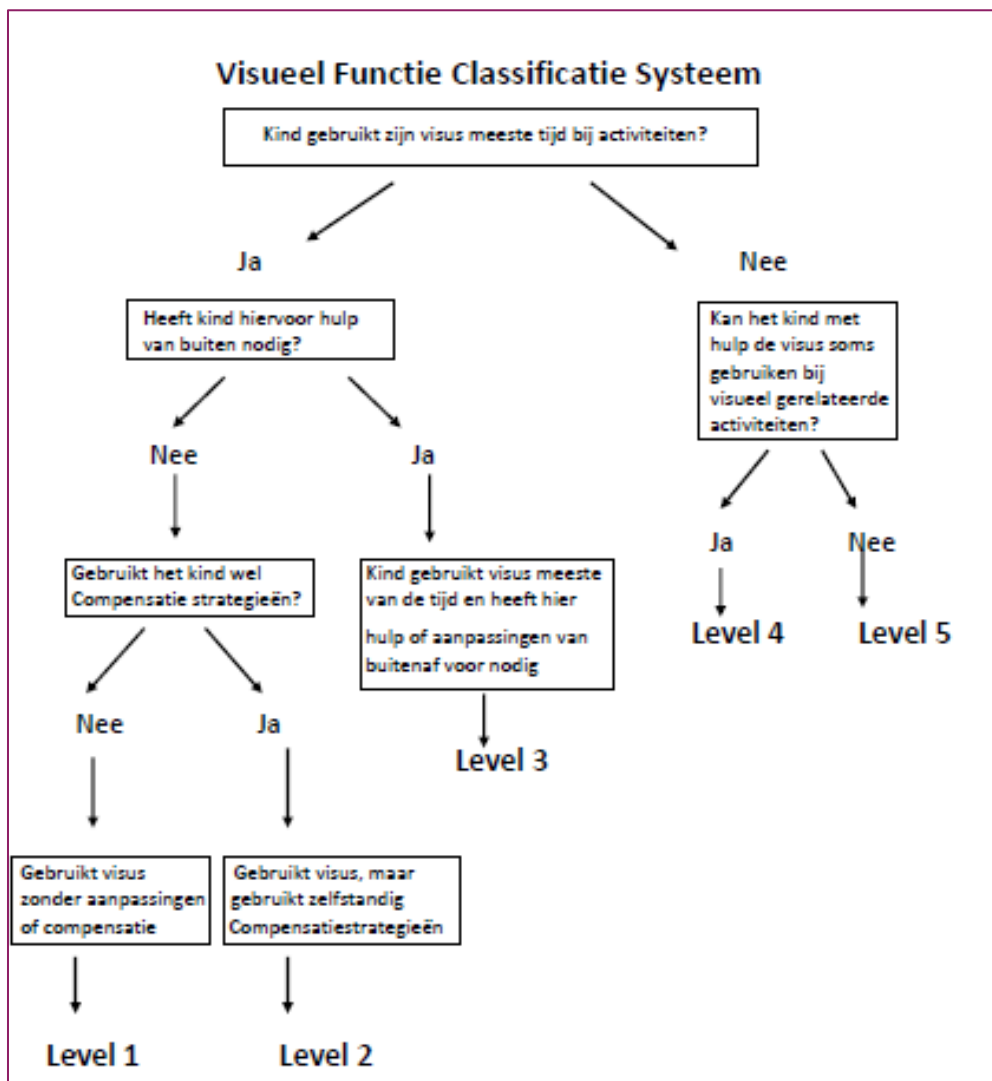 Visueel Functie Classificatie Systeem
Kind gebruikt zijn visus meeste tijd bij activiteiten?
Ja
Nee
Heeft kind hiervoor hulp
van buiten nodig?
Kan het kind met
hulp de visus soms
gebruiken bij
visueel gerelateerde
activiteiten?
Nee
Ja
Ja
Nee
Gebruikt het kind wel
Compensatie strategieën?
Kind gebruikt visus meeste
van de tijd en heeft hier
hulp of aanpassingen van
buitenaf voor nodig
Level 4
Level 5
Nee
Ja
Level 3
Gebruikt visus
zonder aanpassingen
of compensatie
Gebruikt visus, maar
gebruikt zelfstandig
Compensatiestrategieën
Level 1
Level 2